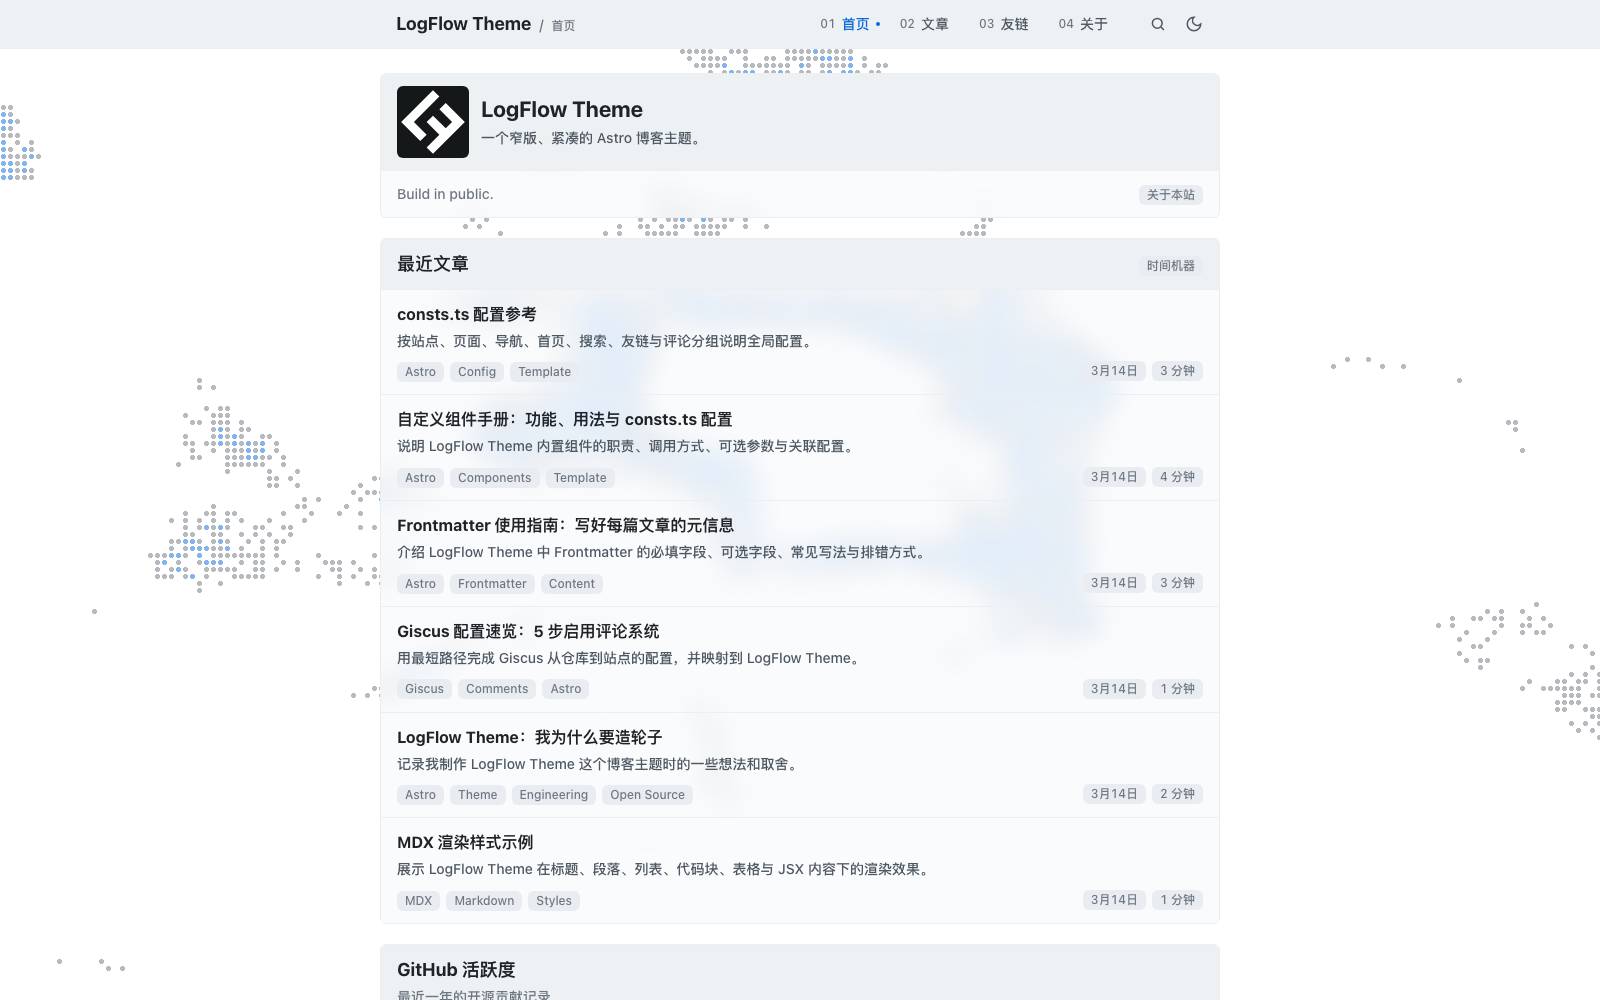 LogFlow Theme / 首页
01 首页 • 02 文章 03 友链 04 关于
LogFlow Theme
一个窄版、紧凑的 Astro 博客主题。
Build in public.
关于本站
最近文章
时间机器
consts.ts 配置参考
按站点、页面、导航、首页、搜索、友链与评论分组说明全局配置。
Astro Config Template
3月14日 3 分钟
自定义组件手册：功能、用法与 consts.ts 配置
说明 LogFlow Theme 内置组件的职责、调用方式、可选参数与关联配置。
Astro Components Template
3月14日 4 分钟
Frontmatter 使用指南：写好每篇文章的元信息
介绍 LogFlow Theme 中 Frontmatter 的必填字段、可选字段、常见写法与排错方式。
Astro Frontmatter Content
3月14日 3 分钟
Giscus 配置速览：5 步启用评论系统
用最短路径完成 Giscus 从仓库到站点的配置，并映射到 LogFlow Theme。
Giscus Comments Astro
3月14日 1 分钟
LogFlow Theme：我为什么要造轮子
记录我制作 LogFlow Theme 这个博客主题时的一些想法和取舍。
Astro Theme Engineering Open Source
3月14日 2 分钟
MDX 渲染样式示例
展示 LogFlow Theme 在标题、段落、列表、代码块、表格与 JSX 内容下的渲染效果。
MDX Markdown Styles
3月14日 1 分钟
GitHub 活跃度
最近一年的开源贡献记录